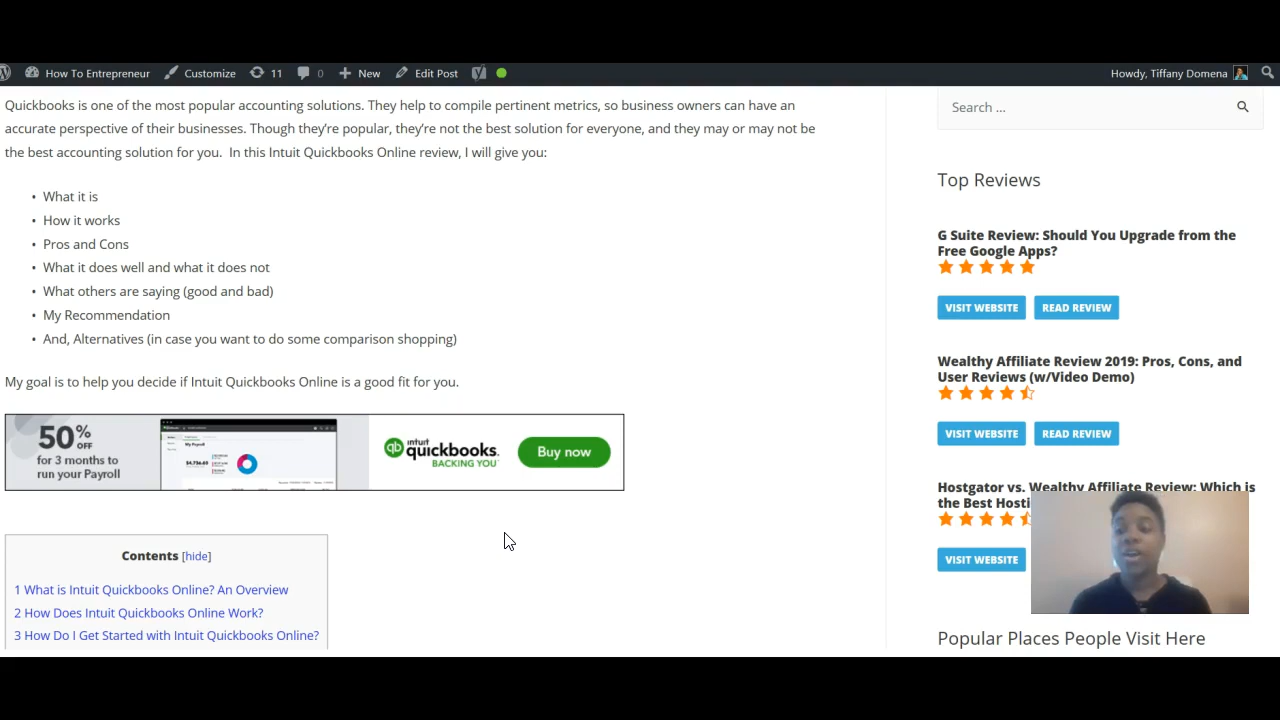 How To Entrepreneur Customize 11 0 New Edit Post Howdy, Tiffany Domena
Quickbooks is one of the most popular accounting solutions. They help to compile pertinent metrics, so business owners can have an
accurate perspective of their businesses. Though they're popular, they're not the best solution for everyone, and they may or may not be
the best accounting solution for you. In this Intuit Quickbooks Online review, I will give you:
• What it is
• How it works
• Pros and Cons
• What it does well and what it does not
• What others are saying (good and bad)
• My Recommendation
• And, Alternatives (in case you want to do some comparison shopping)
My goal is to help you decide if Intuit Quickbooks Online is a good fit for you.
50% OFF
for 3 months to
run your Payroll
My Payroll
qb intuit
quickbooks.
BACKING YOU
Buy now
Contents [hide]
1 What is Intuit Quickbooks Online? An Overview
2 How Does Intuit Quickbooks Online Work?
3 How Do I Get Started with Intuit Quickbooks Online?
Search ...
Top Reviews
G Suite Review: Should You Upgrade from the
Free Google Apps?
VISIT WEBSITE READ REVIEW
Wealthy Affiliate Review 2019: Pros, Cons, and
User Reviews (w/Video Demo)
VISIT WEBSITE READ REVIEW
Hostgator vs. Wealthy Affiliate Review: Which is
the Best Hosti
VISIT WEBSITE
Popular Places People Visit Here